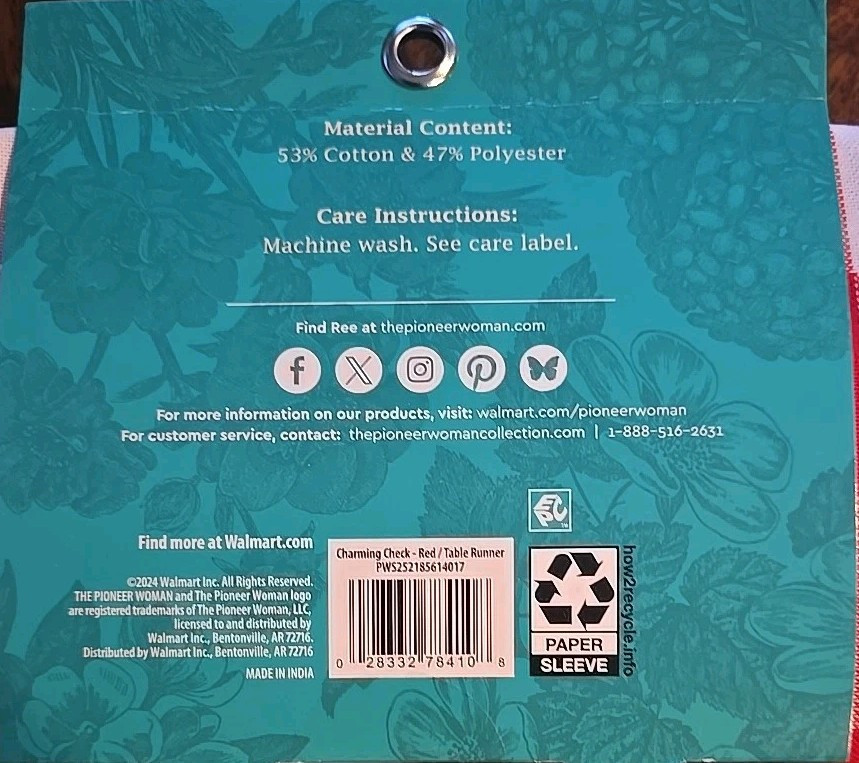 Material Content:
53% Cotton & 47% Polyester
Care Instructions:
Machine wash. See care label.
Find Ree at thepioneerwoman.com
For more information on our products, visit: walmart.com/pioneerwoman
For customer service, contact: thepioneerwomancollection.com | 1-888-516-2631
EPC™
Find more at Walmart.com
©2024 Walmart Inc. All Rights Reserved.
THE PIONEER WOMAN and The Pioneer Woman logo
are registered trademarks of The Pioneer Woman, LLC,
licensed to and distributed by
Walmart Inc., Bentonville, AR 72716.
Distributed by Walmart Inc., Bentonville, AR 72716
MADE IN INDIA
Charming Check - Red / Table Runner
PWS252185614017
0 28332 78410 8
PAPER
SLEEVE
how2recycle.info